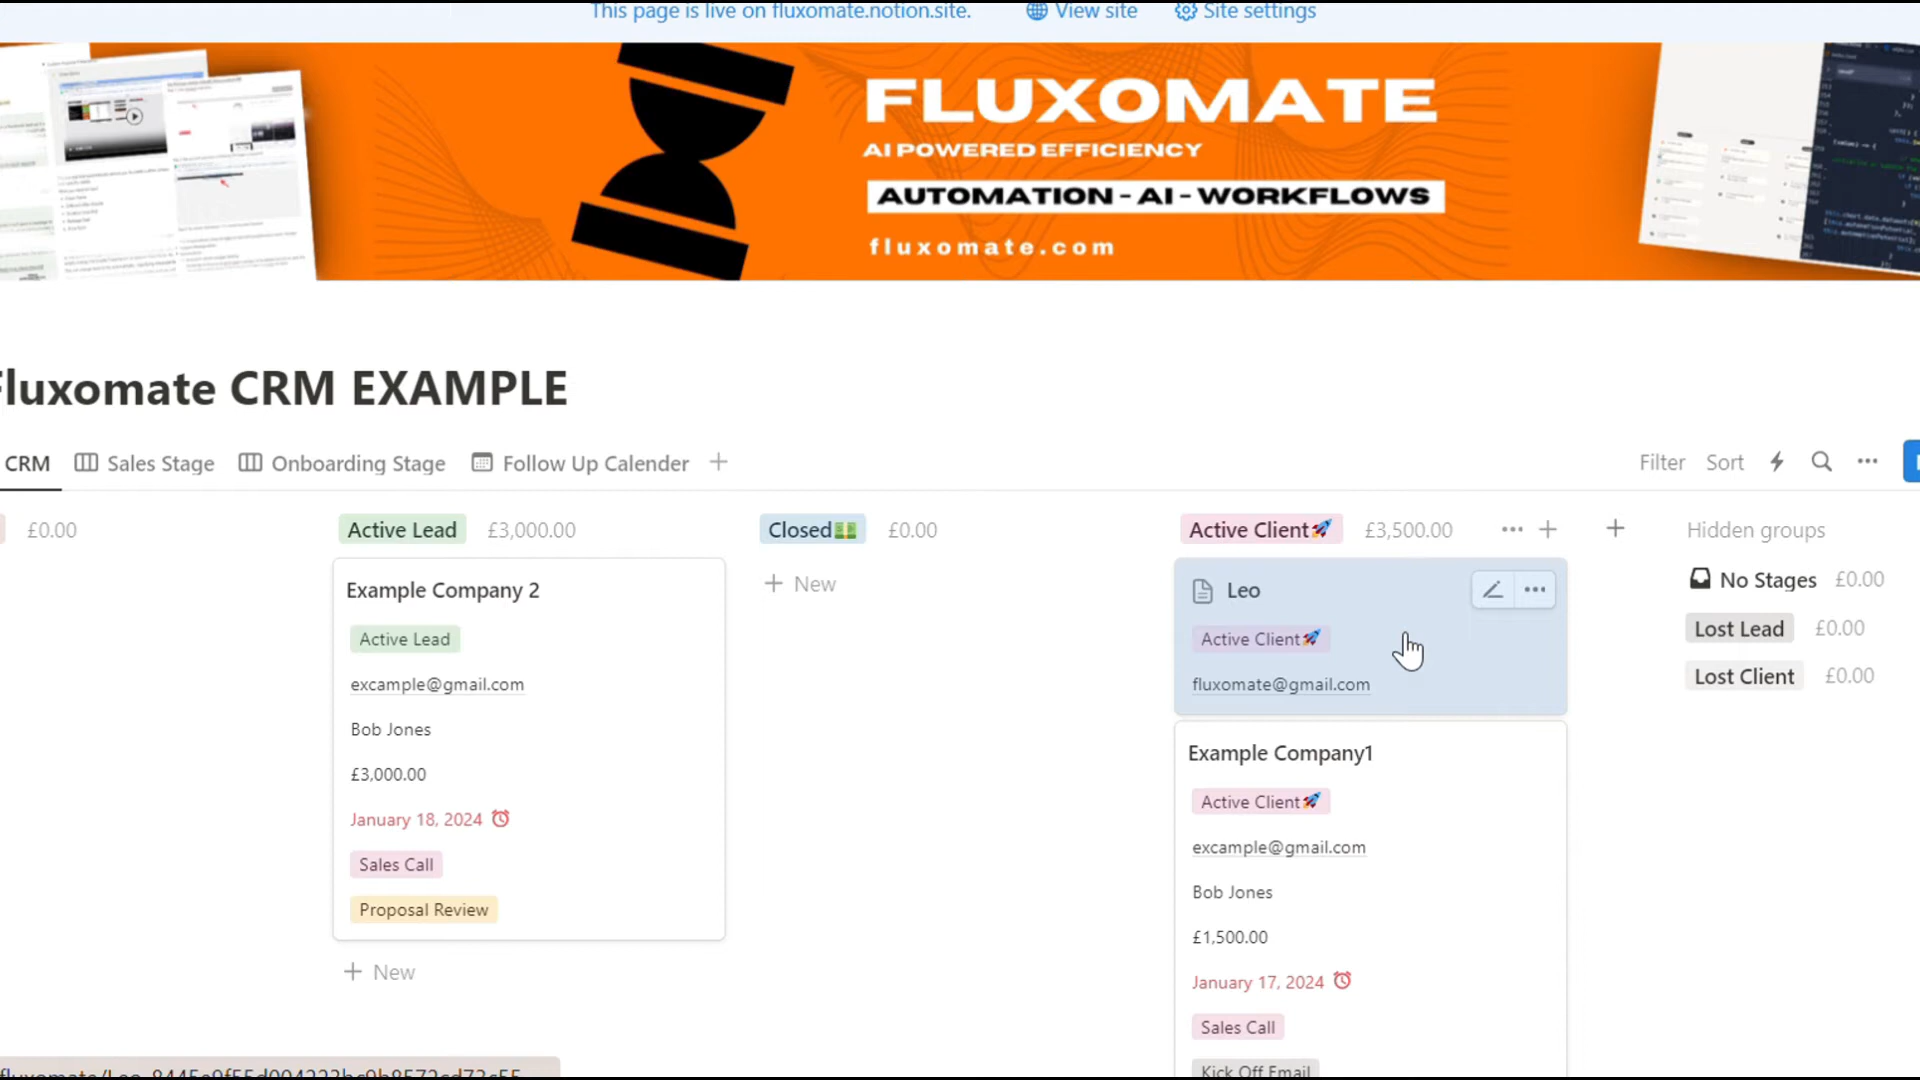 This page is live on fluxomate.notion.site.
View site
Site settings
FLUXOMATE
AI POWERED EFFICIENCY
AUTOMATION - AI - WORKFLOWS
fluxomate.com
Fluxomate CRM EXAMPLE
CRM
Sales Stage
Onboarding Stage
Follow Up Calender
Filter
Sort
£0.00
Active Lead
£3,000.00
Example Company 2
Active Lead
excample@gmail.com
Bob Jones
£3,000.00
January 18, 2024
Sales Call
Proposal Review
New
Closed
£0.00
New
Active Client🚀
£3,500.00
Leo
Active Client🚀
fluxomate@gmail.com
Example Company1
Active Client🚀
excample@gmail.com
Bob Jones
£1,500.00
January 17, 2024
Sales Call
Kick Off Email
Hidden groups
No Stages £0.00
Lost Lead £0.00
Lost Client £0.00